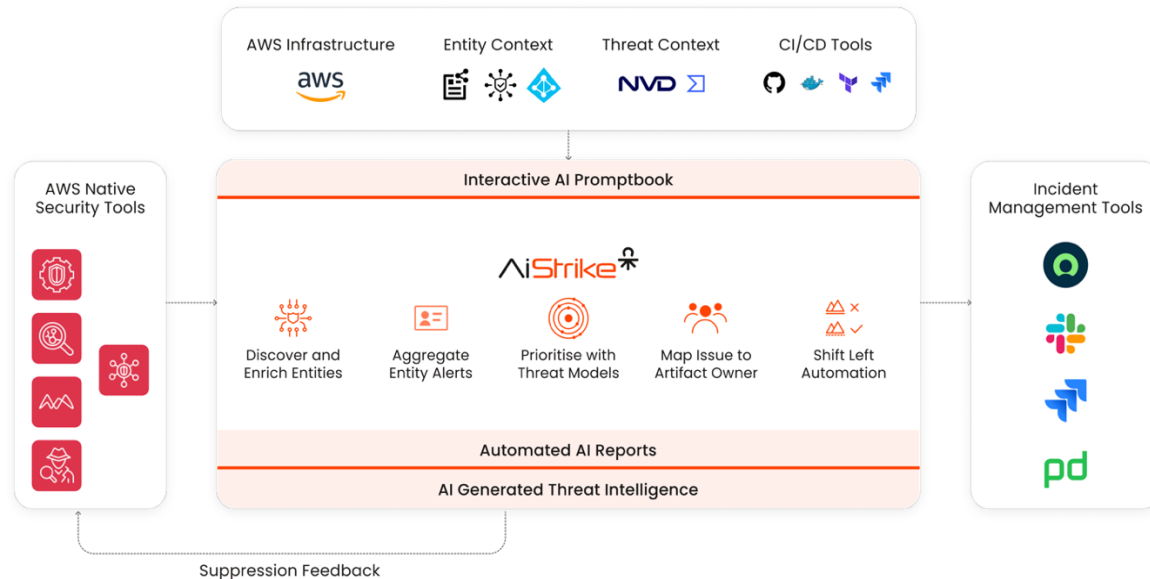 AWS Infrastructure
Entity Context
Threat Context
CI/CD Tools
aws
NVD
AWS Native
Security Tools
Interactive AI Promptbook
Incident
Management Tools
AiStrike
Discover and
Enrich Entities
Aggregate
Entity Alerts
Prioritise with
Threat Models
Map Issue to
Artifact Owner
Shift Left
Automation
pd
Automated AI Reports
AI Generated Threat Intelligence
Suppression Feedback